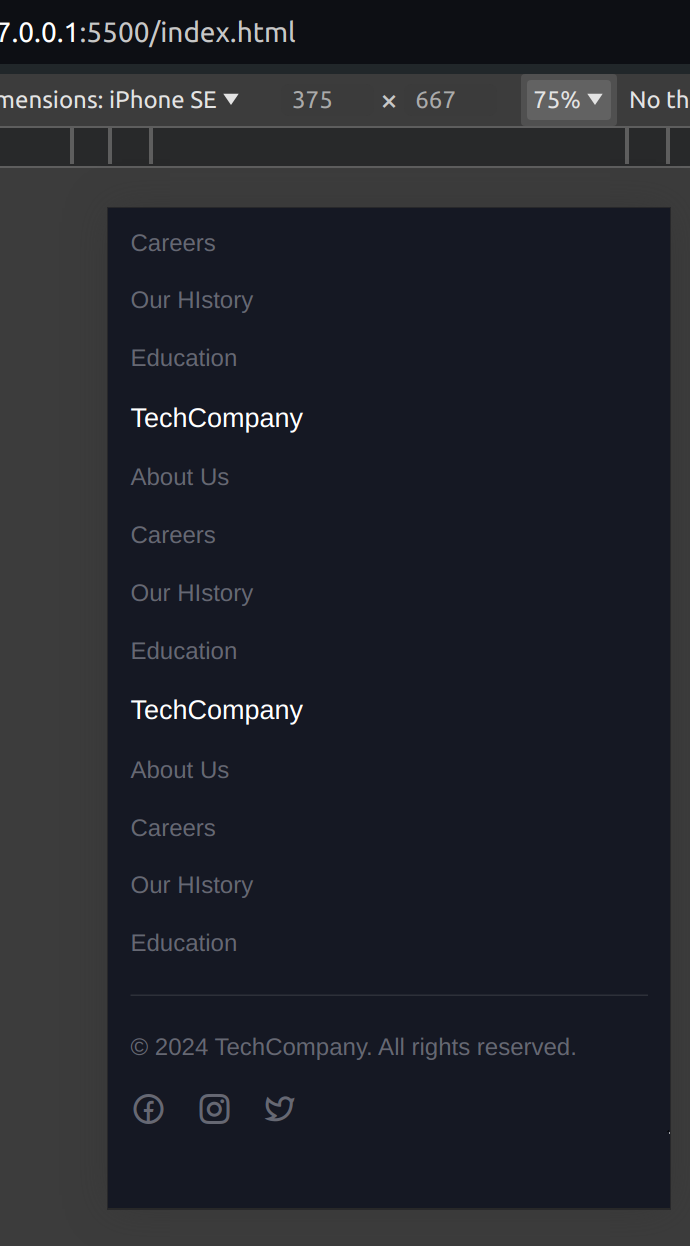 7.0.0.1:5500/index.html
mensions: iPhone SE 375 × 667 75% No th
Careers
Our HIstory
Education
TechCompany
About Us
Careers
Our HIstory
Education
TechCompany
About Us
Careers
Our HIstory
Education
© 2024 TechCompany. All rights reserved.